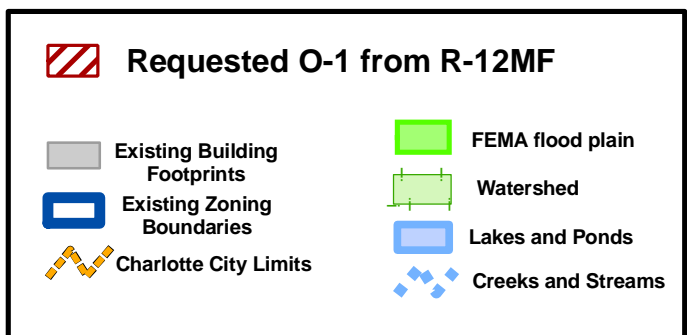 Requested O-1 from R-12MF
Existing Building
Footprints
Existing Zoning
Boundaries
Charlotte City Limits
FEMA flood plain
Watershed
Lakes and Ponds
Creeks and Streams